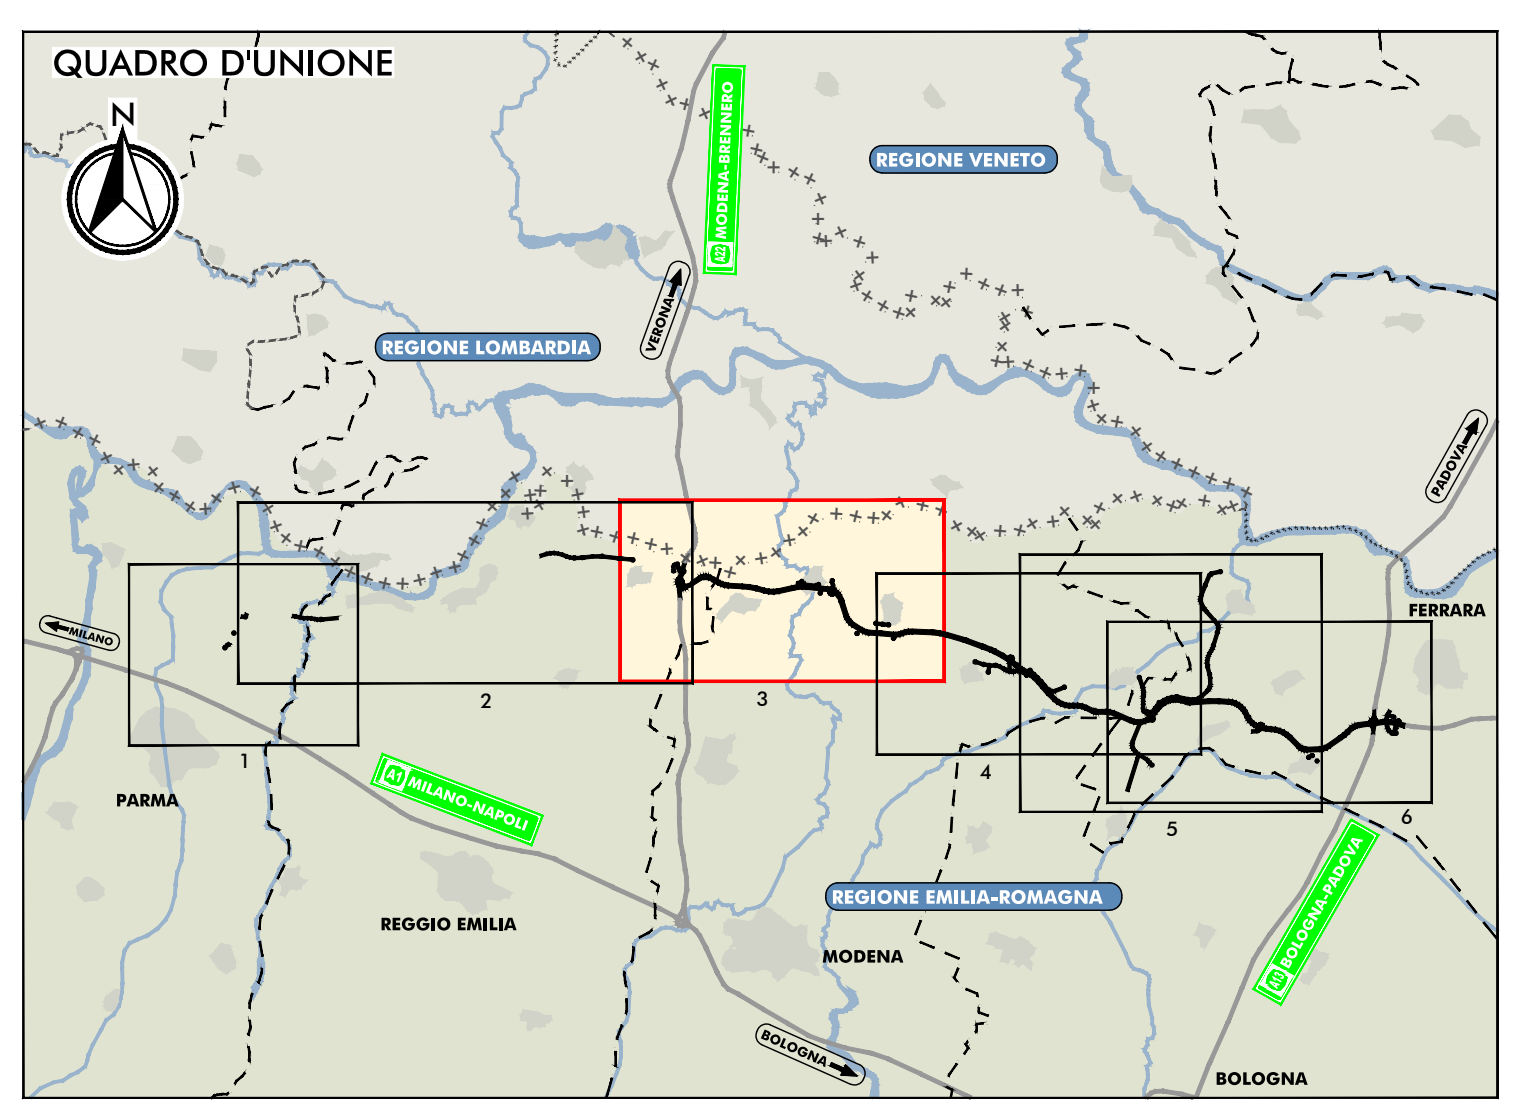 QUADRO D'UNIONE
N
A22 MODENA-BRENNERO
REGIONE VENETO
VERONA
REGIONE LOMBARDIA
PADOVA
MILANO
FERRARA
2
3
1
4
5
6
PARMA
A1 MILANO-NAPOLI
REGGIO EMILIA
REGIONE EMILIA-ROMAGNA
MODENA
A13 BOLOGNA-PADOVA
BOLOGNA
BOLOGNA